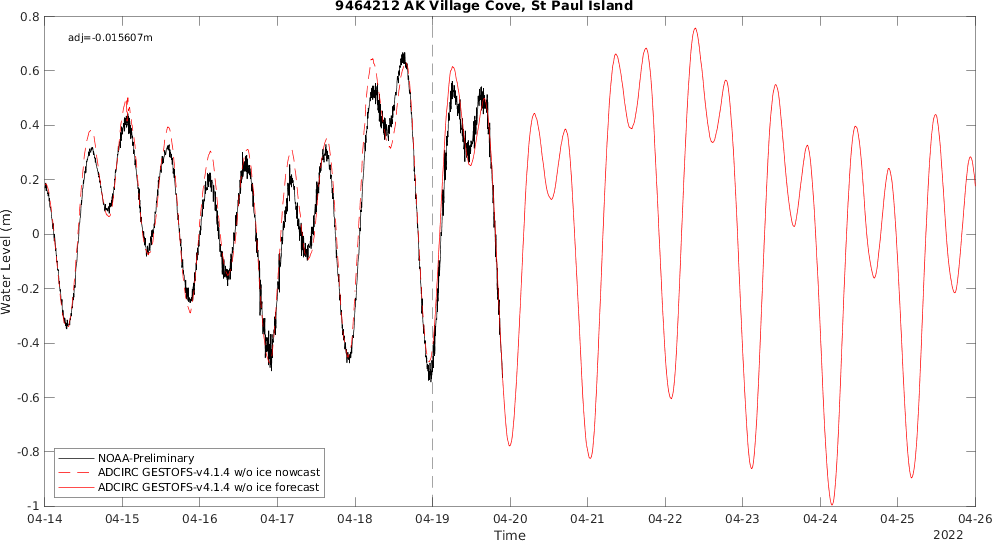 9464212 AK Village Cove, St Paul Island
adj=-0.015607m
0.8
0.6
0.4
0.2
0
-0.2
-0.4
-0.6
-0.8
-1
Water Level (m)
NOAA-Preliminary
ADCIRC GESTOFS-v4.1.4 w/o ice nowcast
ADCIRC GESTOFS-v4.1.4 w/o ice forecast
04-14 04-15 04-16 04-17 04-18 04-19 04-20 04-21 04-22 04-23 04-24 04-25 04-26
Time
2022